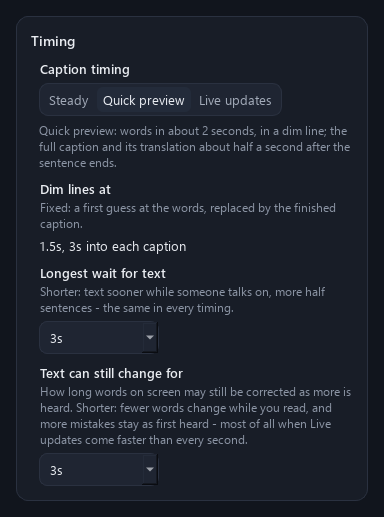 Timing
Caption timing
Steady Quick preview Live updates
Quick preview: words in about 2 seconds, in a dim line; the
full caption and its translation about half a second after the
sentence ends.
Dim lines at
Fixed: a first guess at the words, replaced by the finished
caption.
1.5s, 3s into each caption
Longest wait for text
Shorter: text sooner while someone talks on, more half
sentences - the same in every timing.
3s
Text can still change for
How long words on screen may still be corrected as more is
heard. Shorter: fewer words change while you read, and
more mistakes stay as first heard - most of all when Live
updates come faster than every second.
3s